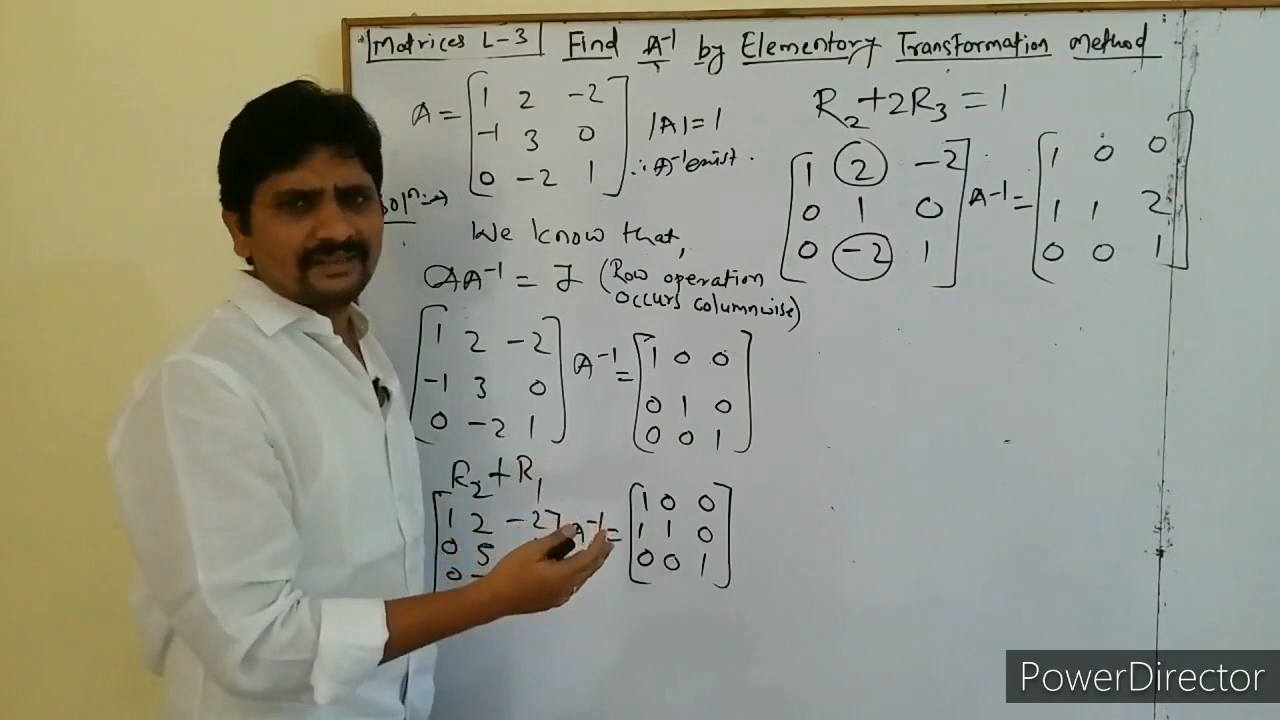 Matrices L-3 Find A⁻¹ by Elementary Transformation method
A = [1 2 -2
-1 3 0
0 -2 1]
|A| = 1
∴ A⁻¹ exist.
Solⁿ:→
We know that,
AA⁻¹ = I (Row operation
occurs columnwise)
[1 2 -2
-1 3 0
0 -2 1] A⁻¹ = [1 0 0
0 1 0
0 0 1]
R₂+R₁
[1 2 -2
0 5
0 -
] A⁻¹ = [1 0 0
1 1 0
0 0 1]
R₂+2R₃ = 1
[1 2 -2
0 1 0
0 -2 1] A⁻¹ = [1 0 0
1 1 2
0 0 1]
PowerDirector